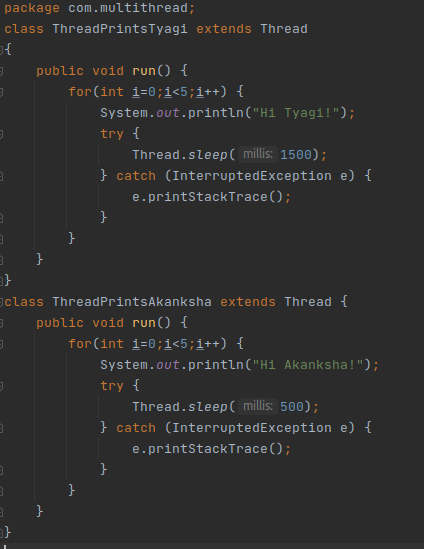 package com.multithread;
class ThreadPrintsTyagi extends Thread
{
    public void run() {
        for(int i=0;i<5;i++) {
            System.out.println("Hi Tyagi!");
            try {
                Thread.sleep( millis: 1500);
            } catch (InterruptedException e) {
                e.printStackTrace();
            }
        }
    }
}
class ThreadPrintsAkanksha extends Thread {
    public void run() {
        for(int i=0;i<5;i++) {
            System.out.println("Hi Akanksha!");
            try {
                Thread.sleep( millis: 500);
            } catch (InterruptedException e) {
                e.printStackTrace();
            }
        }
    }
}